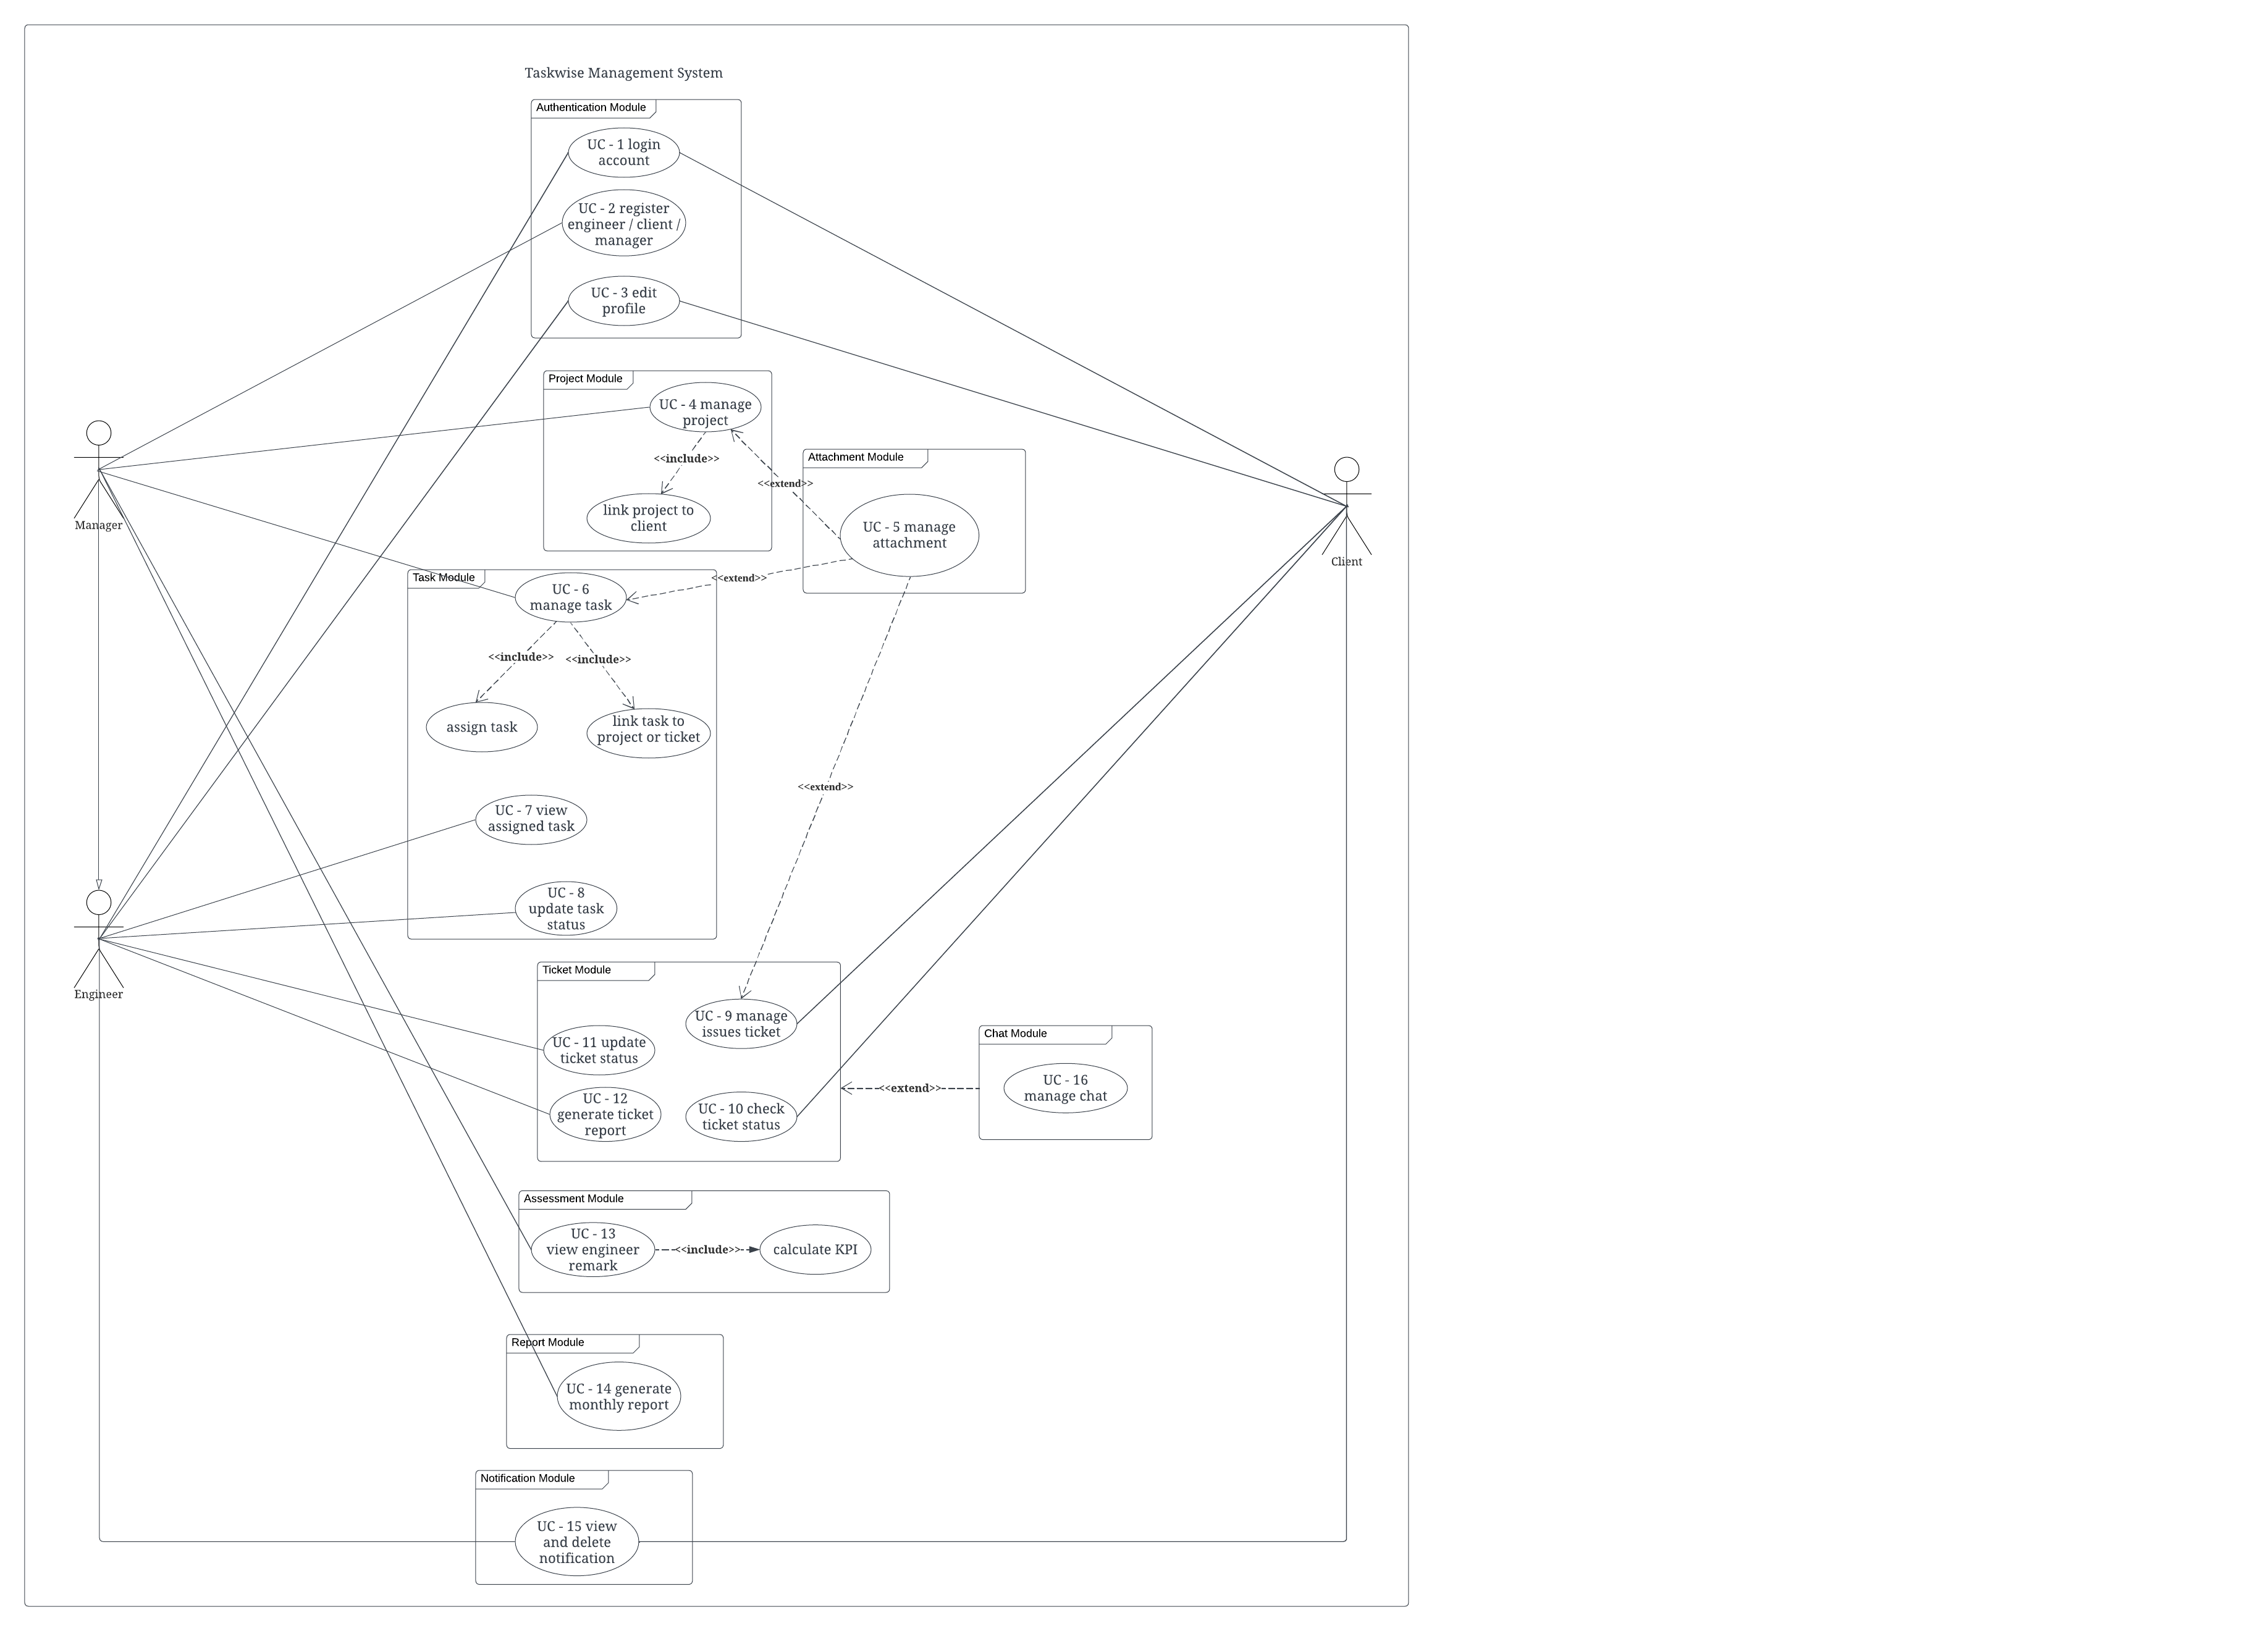 Taskwise Management System
Authentication Module
UC - 1 login
account
UC - 2 register
engineer / client /
manager
UC - 3 edit
profile
Project Module
UC - 4 manage
project
<<include>>
link project to
client
Attachment Module
<<extend>>
UC - 5 manage
attachment
Manager
Client
Task Module
UC - 6
manage task
<<extend>>
<<include>>
<<include>>
assign task
link task to
project or ticket
<<extend>>
UC - 7 view
assigned task
UC - 8
update task
status
Engineer
Ticket Module
UC - 9 manage
issues ticket
UC - 11 update
ticket status
UC - 12
generate ticket
report
UC - 10 check
ticket status
<<extend>>
Chat Module
UC - 16
manage chat
Assessment Module
UC - 13
view engineer
remark
<<include>>
calculate KPI
Report Module
UC - 14 generate
monthly report
Notification Module
UC - 15 view
and delete
notification